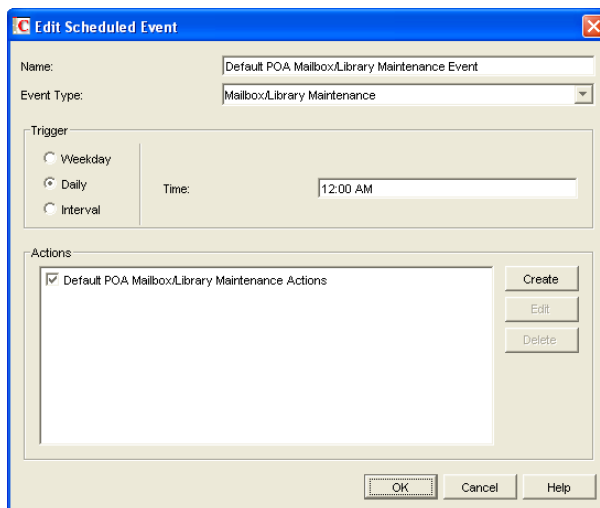 Edit Scheduled Event
Name: Default POA Mailbox/Library Maintenance Event
Event Type: Mailbox/Library Maintenance
Trigger
Weekday
Daily
Time: 12:00 AM
Interval
Actions
Default POA Mailbox/Library Maintenance Actions
Create
Edit
Delete
OK Cancel Help